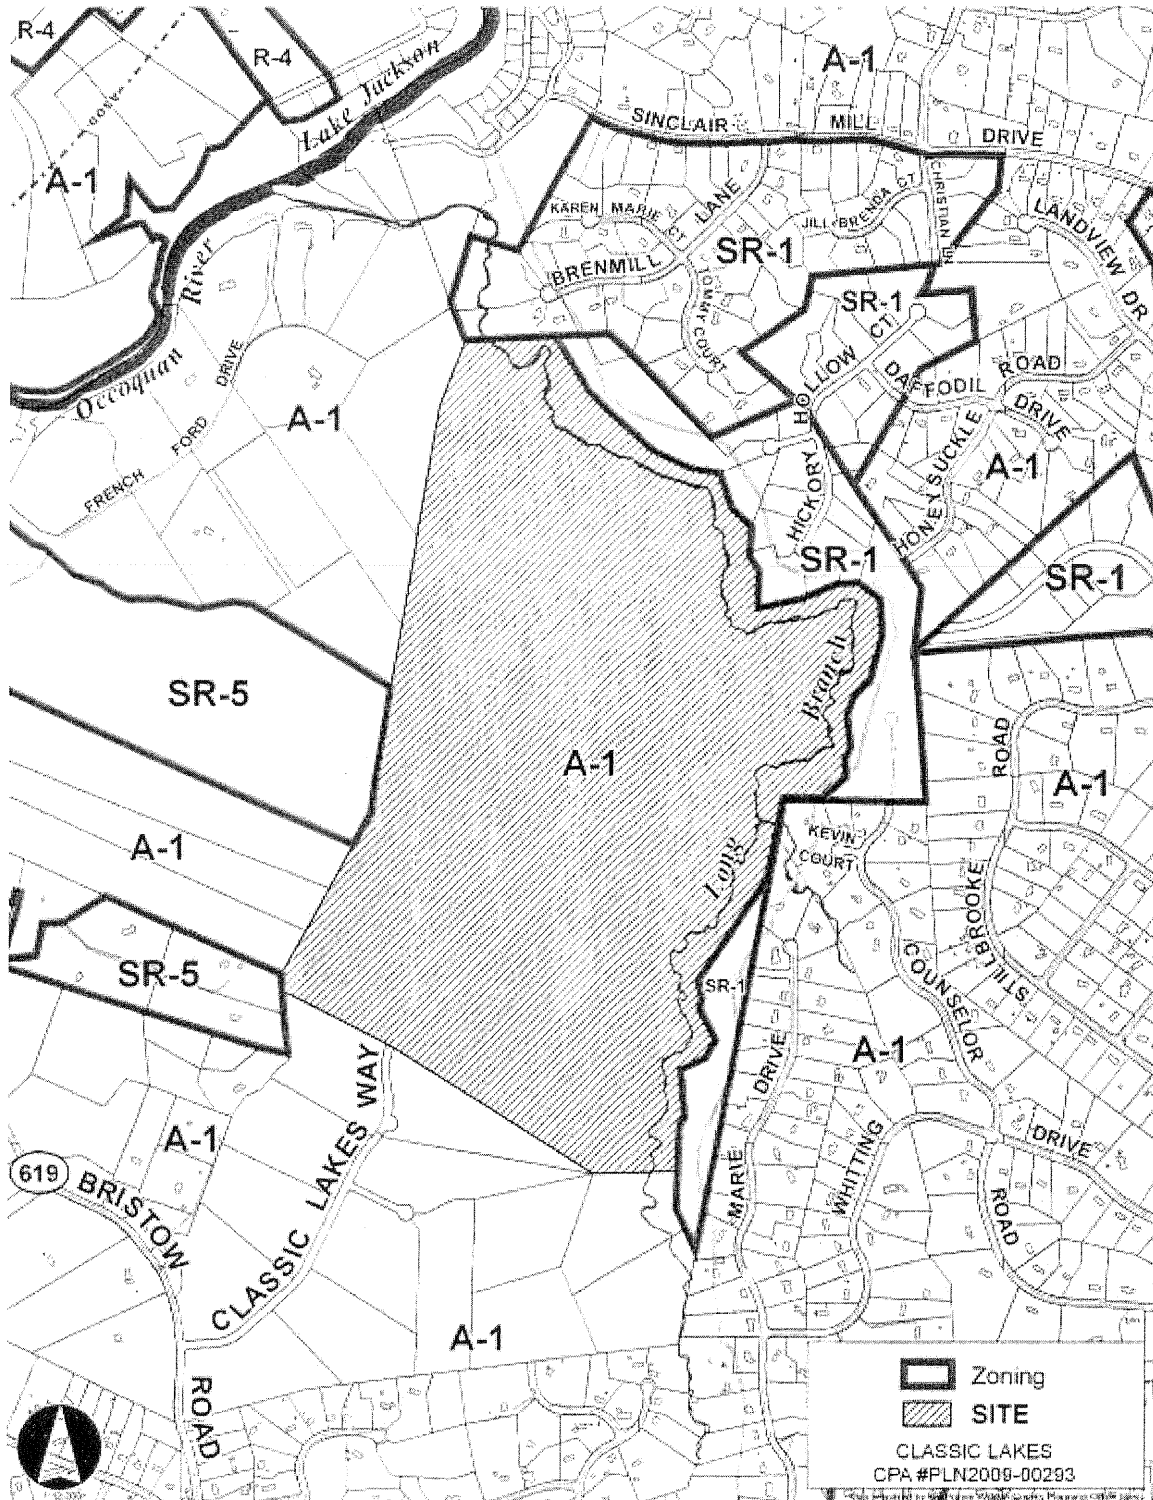 R-4
R-4
Lake Jackson
A-1
CONV
A-1
SINCLAIR MILL DRIVE
KAREN MARIE CT
LANE
JILL BRENDA CT
CHRISTIAN
LANDVIEW DR
SR-1
BRENMILL
TOMMY COURT
River
Occoquan
SR-1
HOLLOW CT
DAFFODIL ROAD
DRIVE
FRENCH FORD DRIVE
A-1
HONEYSUCKLE
A-1
HICKORY
SR-1
SR-1
Branch
SR-5
A-1
ROAD
A-1
A-1
KEVIN
COURT
Long
STILLBROOKE
SR-5
SR-1
COUNSELOR
A-1
DRIVE
MARIE
WHITTING
DRIVE
ROAD
A-1
619
BRISTOW
ROAD
CLASSIC LAKES WAY
A-1
Zoning
SITE
CLASSIC LAKES
CPA #PLN2009-00293